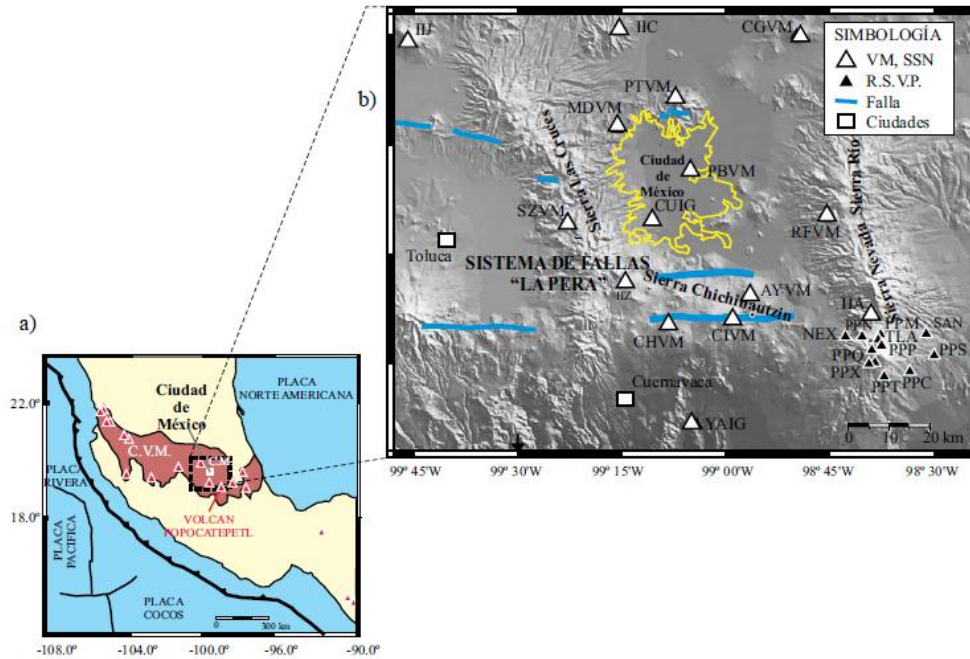 IIJ
IIC
CGVM
SIMBOLOGÍA
VM, SSN
R.S.V.P.
Falla
Ciudades
b)
PTVM
MDVM
Sierra Las Cruces
Ciudad
de
México
PBVM
CUIG
SZVM
RFVM
Sierra Río
Sierra Nevada
Toluca
SISTEMA DE FALLAS
"LA PERA"
IIZ
Sierra Chichihautzin
AYVM
CHVM
CIVM
IIA
NEX
PPN
PPM
SAN
TLA
PPP
PPS
PPQ
PPX
PPT
PPC
Cuernavaca
YAIG
0 10 20 km
99°45'W
99°30'W
99°15'W
99°00'W
98°45'W
98°30'W
a)
PLACA
NORTE AMERICANA
Ciudad
de
México
22.0°
C.V.M.
C.M.
PLACA
RIVERA
18.0°
VOLCAN
POPOCATEPETL
PLACA
PACIFICA
PLACA
COCOS
0 300 km
-108.0°
-104.0°
-100.0°
-96.0°
-90.0°